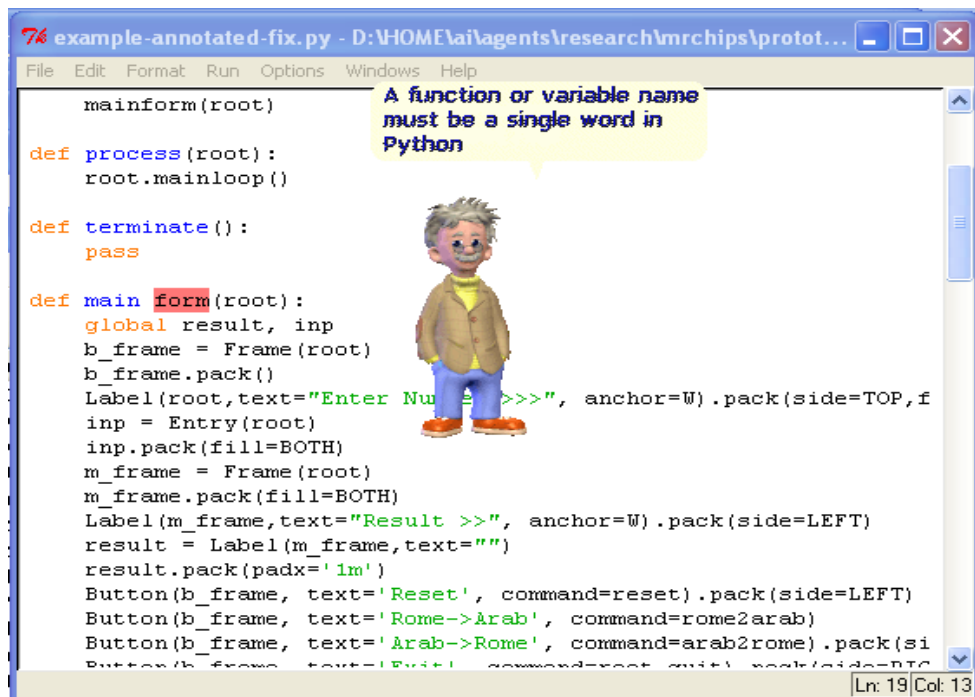 76 example-annotated-fix.py - D:\HOME\ai\agents\research\mrchips\protot...
File Edit Format Run Options Windows Help
A function or variable name
must be a single word in
Python
mainform(root)
def process(root):
root.mainloop()
def terminate():
pass
def main form(root):
global result, inp
b_frame = Frame(root)
b_frame.pack()
Label(root,text="Enter >>>", anchor=W).pack(side=TOP,f
inp = Entry(root)
inp.pack(fill=BOTH)
m_frame = Frame(root)
m_frame.pack(fill=BOTH)
Label(m_frame,text="Result >>", anchor=W).pack(side=LEFT)
result = Label(m_frame,text="")
result.pack(padx='1m')
Button(b_frame, text='Reset', command=reset).pack(side=LEFT)
Button(b_frame, text='Rome->Arab', command=rome2arab)
Button(b_frame, text='Arab->Rome', command=arab2rome).pack(si
Ln: 19 Col: 13